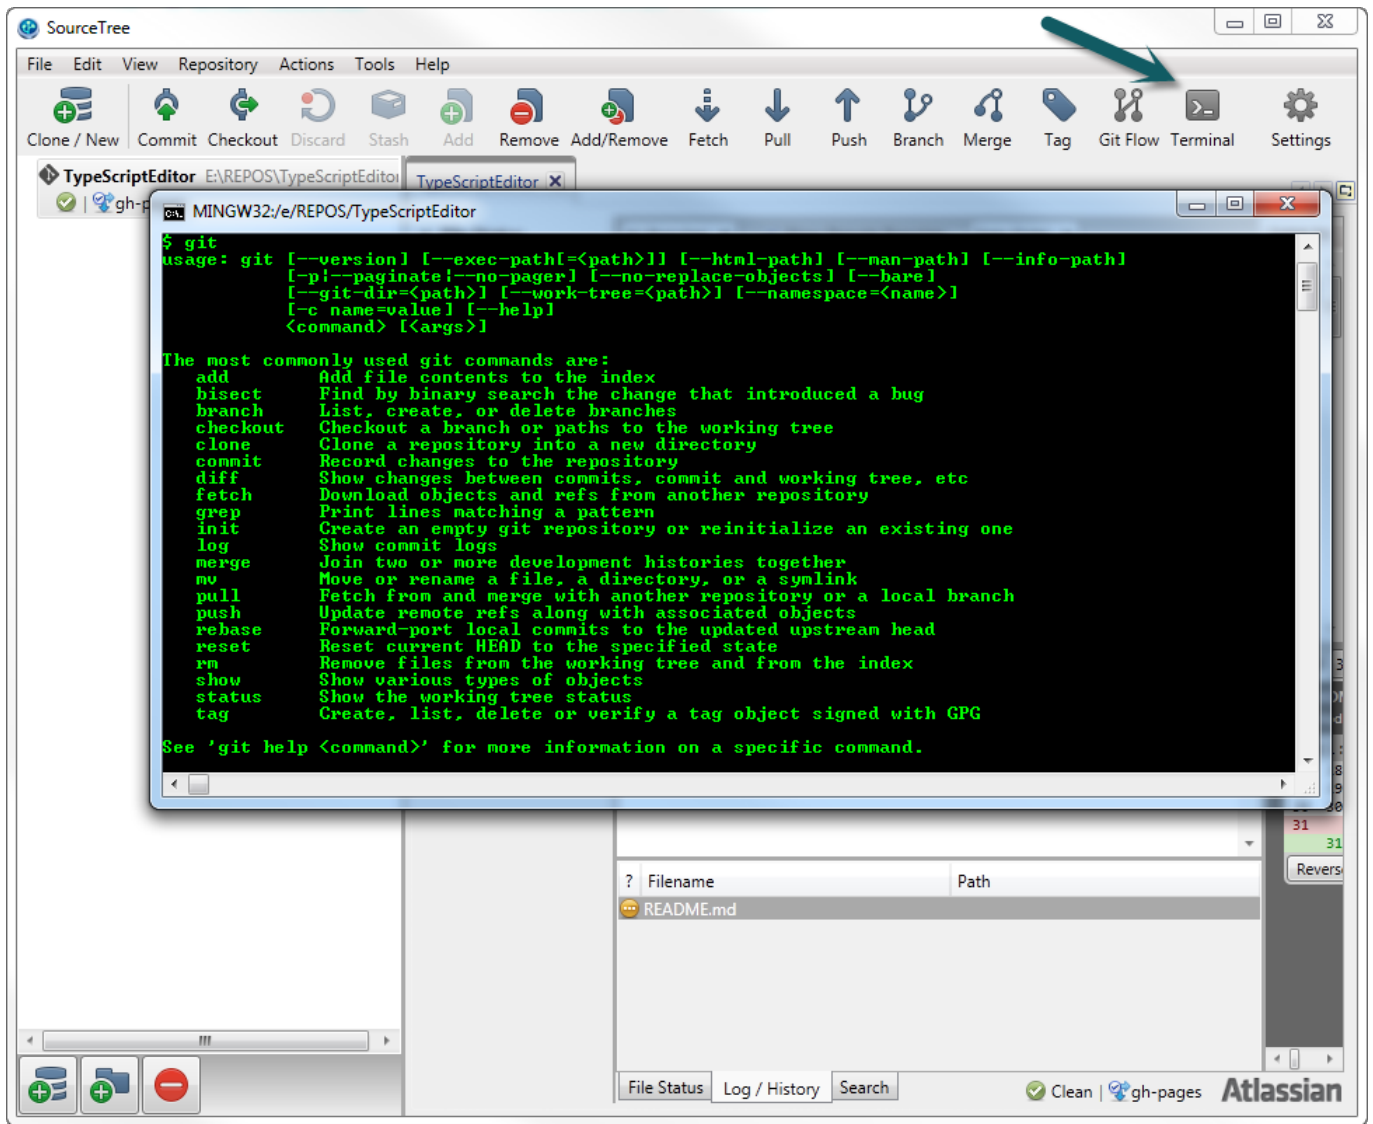 SourceTree
File Edit View Repository Actions Tools Help
Clone / New Commit Checkout Discard Stash Add Remove Add/Remove Fetch Pull Push Branch Merge Tag Git Flow Terminal Settings
TypeScriptEditor E:\REPOS\TypeScriptEditor
TypeScriptEditor
gh-p
MINGW32:/e/REPOS/TypeScriptEditor
$ git
usage: git [--version] [--exec-path[=<path>]] [--html-path] [--man-path] [--info-path]
[-p|--paginate|--no-pager] [--no-replace-objects] [--bare]
[--git-dir=<path>] [--work-tree=<path>] [--namespace=<name>]
[-c name=value] [--help]
<command> [<args>]
The most commonly used git commands are:
add Add file contents to the index
bisect Find by binary search the change that introduced a bug
branch List, create, or delete branches
checkout Checkout a branch or paths to the working tree
clone Clone a repository into a new directory
commit Record changes to the repository
diff Show changes between commits, commit and working tree, etc
fetch Download objects and refs from another repository
grep Print lines matching a pattern
init Create an empty git repository or reinitialize an existing one
log Show commit logs
merge Join two or more development histories together
mv Move or rename a file, a directory, or a symlink
pull Fetch from and merge with another repository or a local branch
push Update remote refs along with associated objects
rebase Forward-port local commits to the updated upstream head
reset Reset current HEAD to the specified state
rm Remove files from the working tree and from the index
show Show various types of objects
status Show the working tree status
tag Create, list, delete or verify a tag object signed with GPG
See 'git help <command>' for more information on a specific command.
31
31
Revers
? Filename Path
README.md
File Status Log / History Search
Clean | gh-pages Atlassian